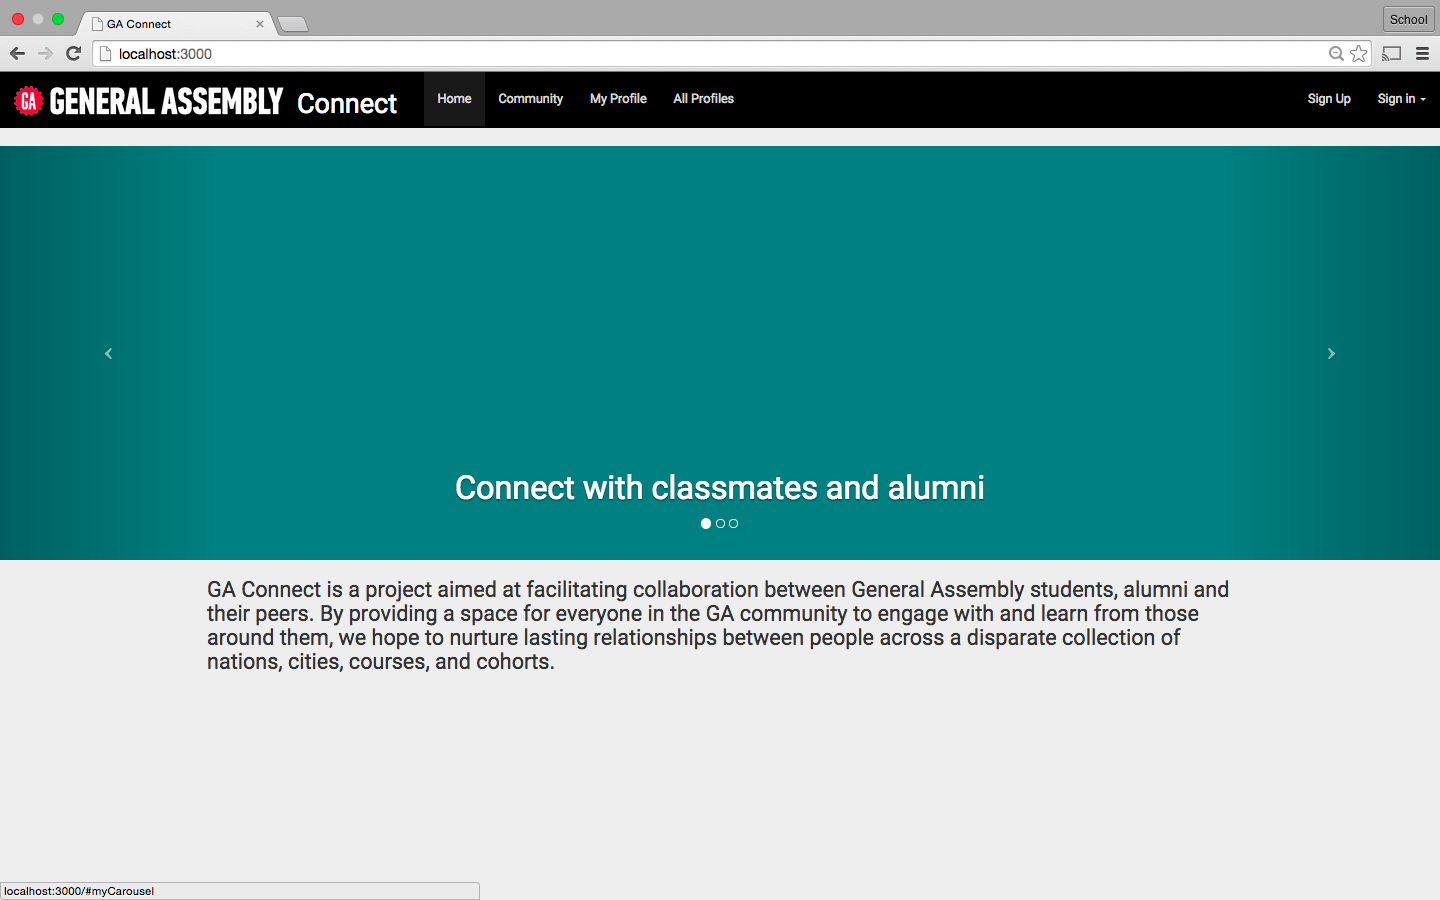 GA Connect
School
localhost:3000
GA GENERAL ASSEMBLY Connect Home Community My Profile All Profiles Sign Up Sign in
Connect with classmates and alumni
GA Connect is a project aimed at facilitating collaboration between General Assembly students, alumni and
their peers. By providing a space for everyone in the GA community to engage with and learn from those
around them, we hope to nurture lasting relationships between people across a disparate collection of
nations, cities, courses, and cohorts.
localhost:3000/#myCarousel